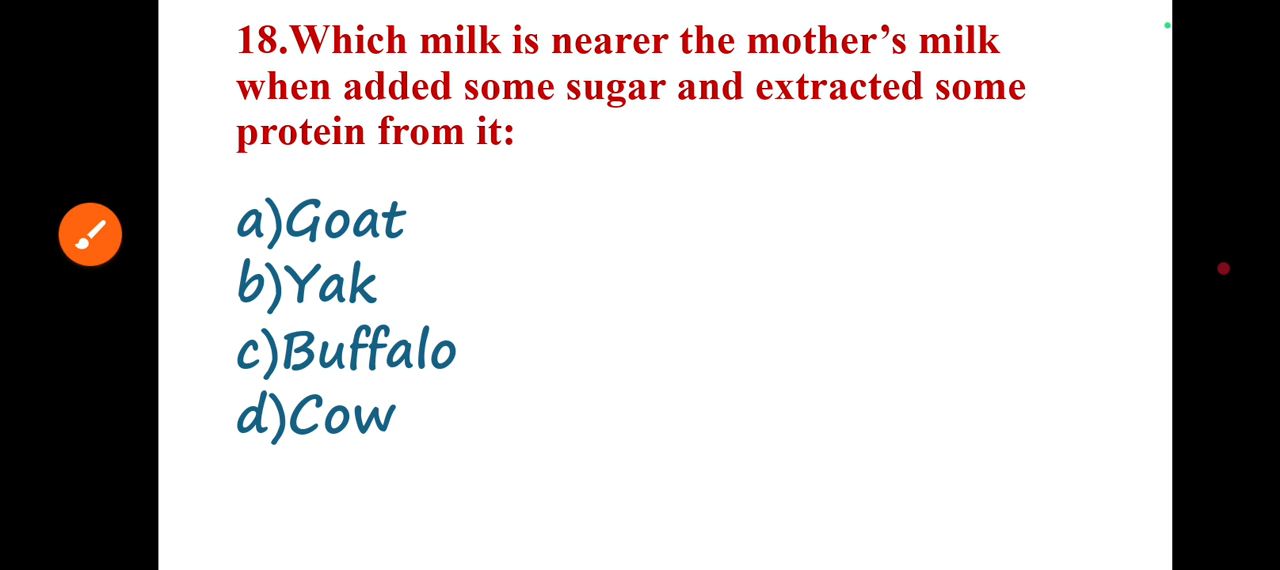 18.Which milk is nearer the mother’s milk
when added some sugar and extracted some
protein from it:
a)Goat
b)Yak
c)Buffalo
d)Cow